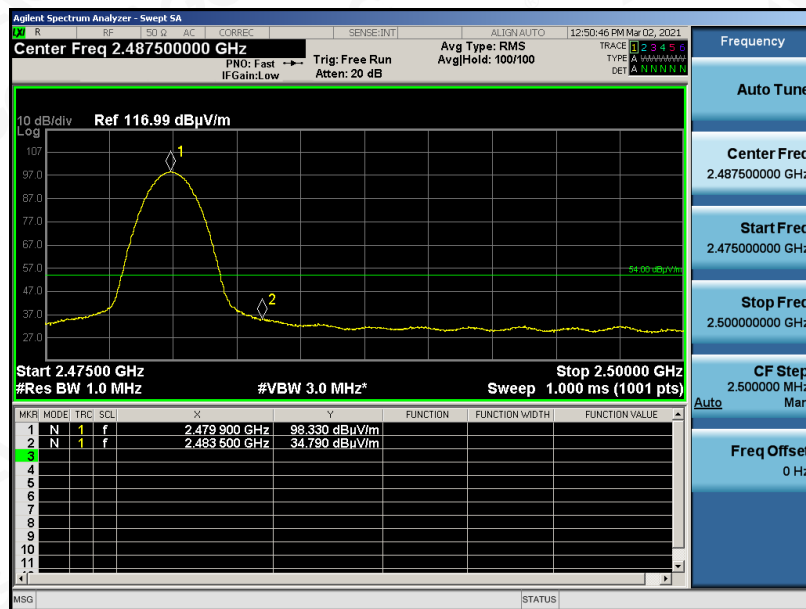 Agilent Spectrum Analyzer - Swept SA
LXI R RF 50 Ω AC CORREC SENSE:INT ALIGN AUTO 12:50:46 PM Mar 02, 2021
Center Freq 2.487500000 GHz
PNO: Fast
IFGain:Low
Trig: Free Run
Atten: 20 dB
Avg Type: RMS
Avg|Hold: 100/100
TRACE 1 2 3 4 5 6
TYPE A WWWWW
DET A N N N N N
10 dB/div Ref 116.99 dBµV/m
Log
107
97.0
87.0
77.0
67.0
57.0
47.0
37.0
27.0
1
2
54.00 dBµV/m
Start 2.47500 GHz Stop 2.50000 GHz
#Res BW 1.0 MHz #VBW 3.0 MHz* Sweep 1.000 ms (1001 pts)
MKR MODE TRC SCL X Y FUNCTION FUNCTION WIDTH FUNCTION VALUE
1 N 1 f 2.479 900 GHz 98.330 dBµV/m
2 N 1 f 2.483 500 GHz 34.790 dBµV/m
3
4
5
6
7
8
9
10
11
MSG STATUS
Frequency
Auto Tune
Center Freq
2.487500000 GHz
Start Freq
2.475000000 GHz
Stop Freq
2.500000000 GHz
CF Step
2.500000 MHz
Auto Man
Freq Offset
0 Hz